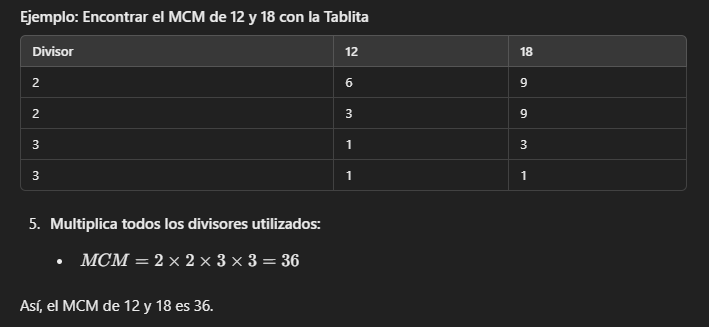 Ejemplo: Encontrar el MCM de 12 y 18 con la Tablita
Divisor 12 18
2 6 9
2 3 9
3 1 3
3 1 1
5. Multiplica todos los divisores utilizados:
• MCM = 2 × 2 × 3 × 3 = 36
Así, el MCM de 12 y 18 es 36.